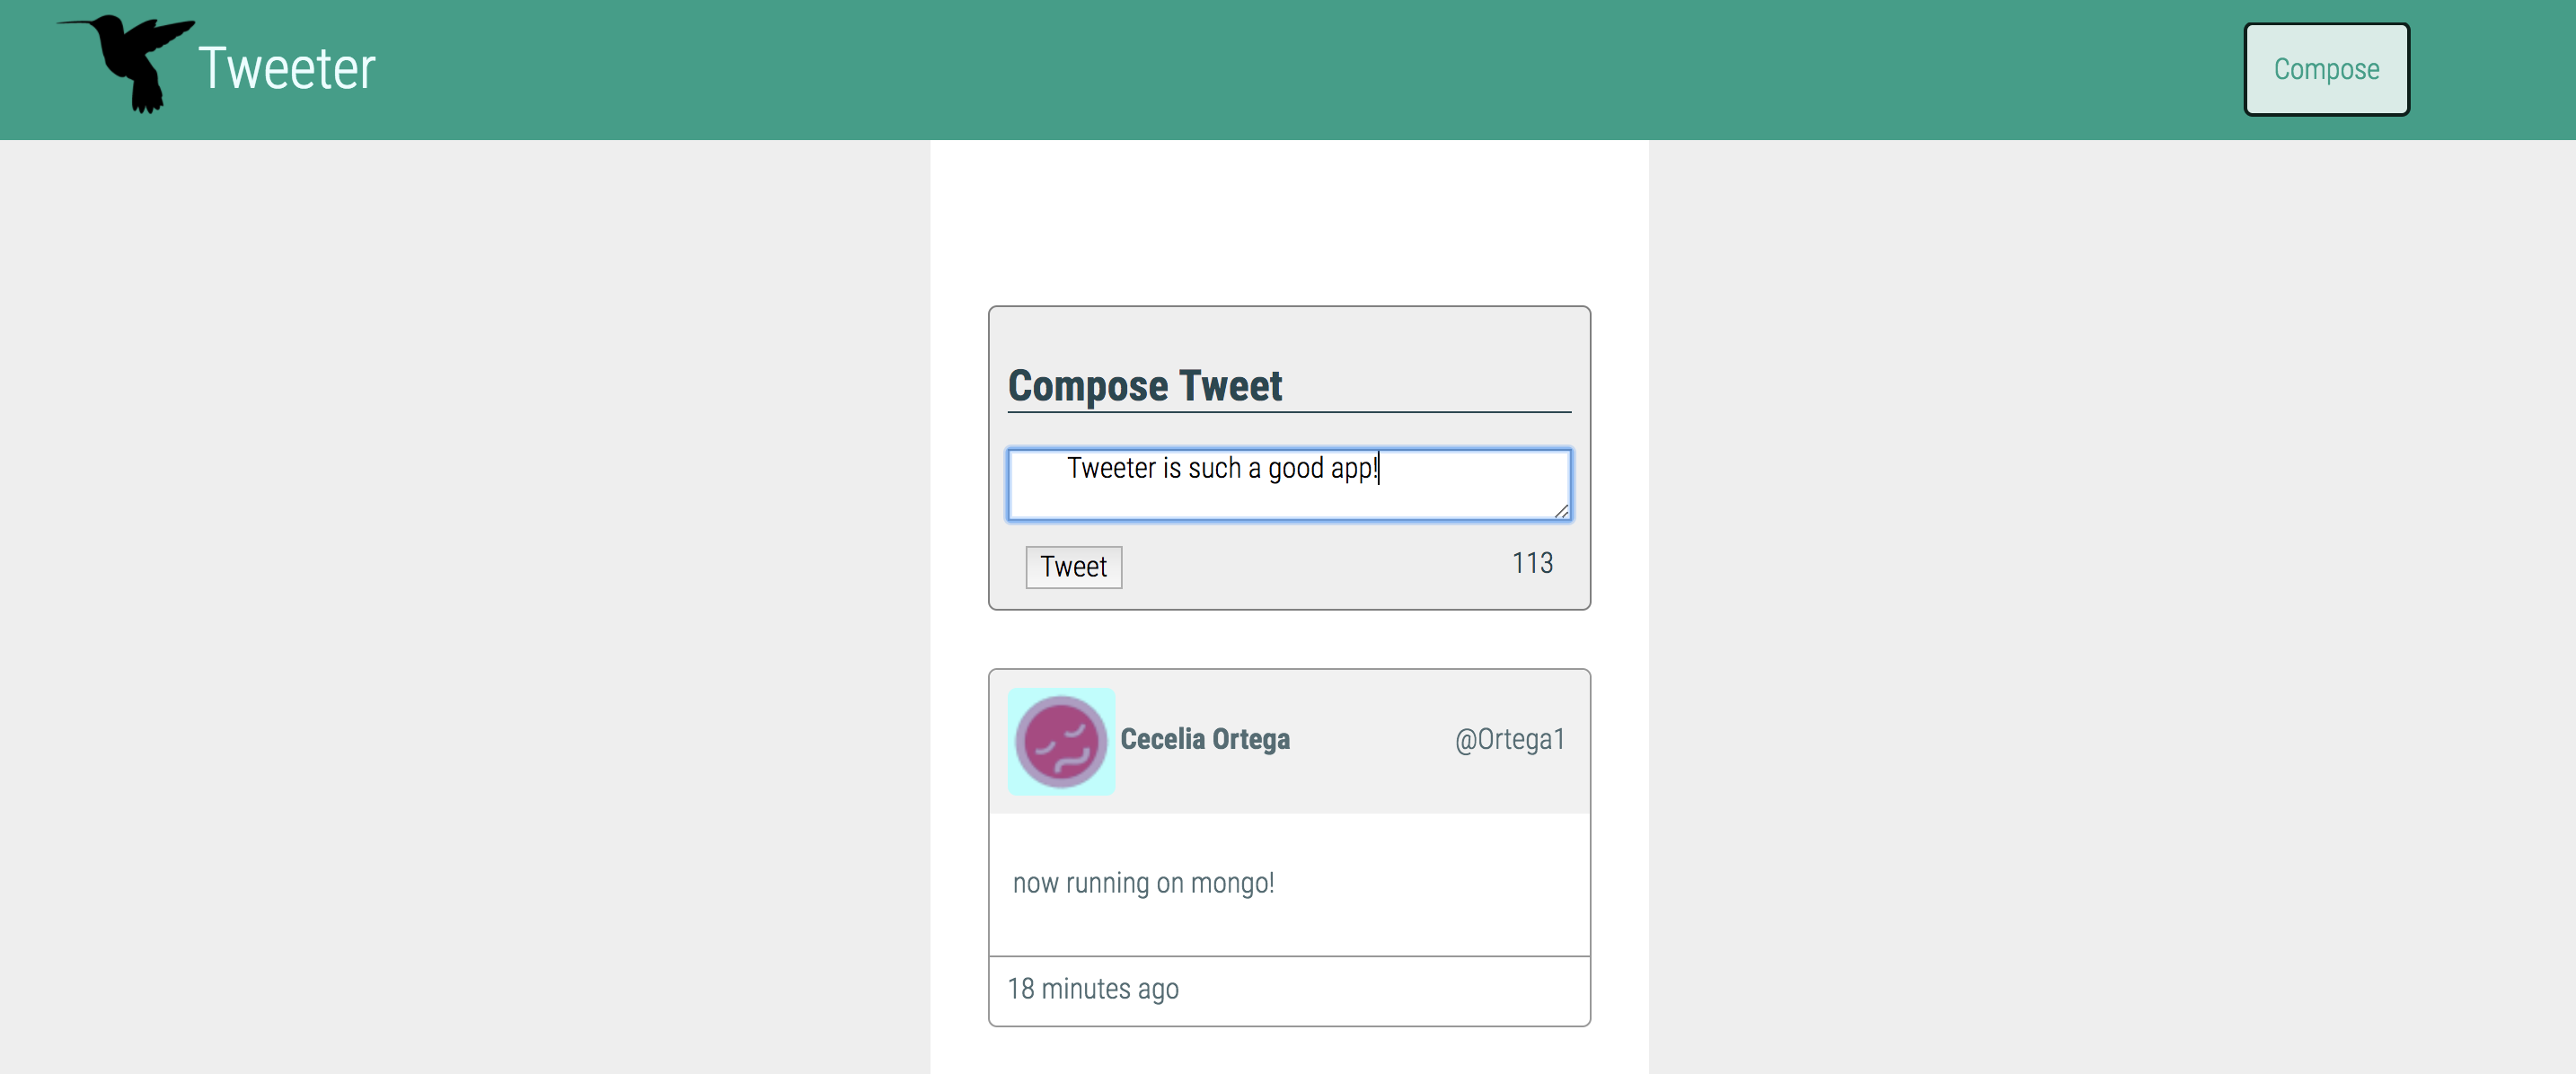 Tweeter
Compose
Compose Tweet
Tweeter is such a good app!
Tweet
113
Cecelia Ortega
@Ortega1
now running on mongo!
18 minutes ago